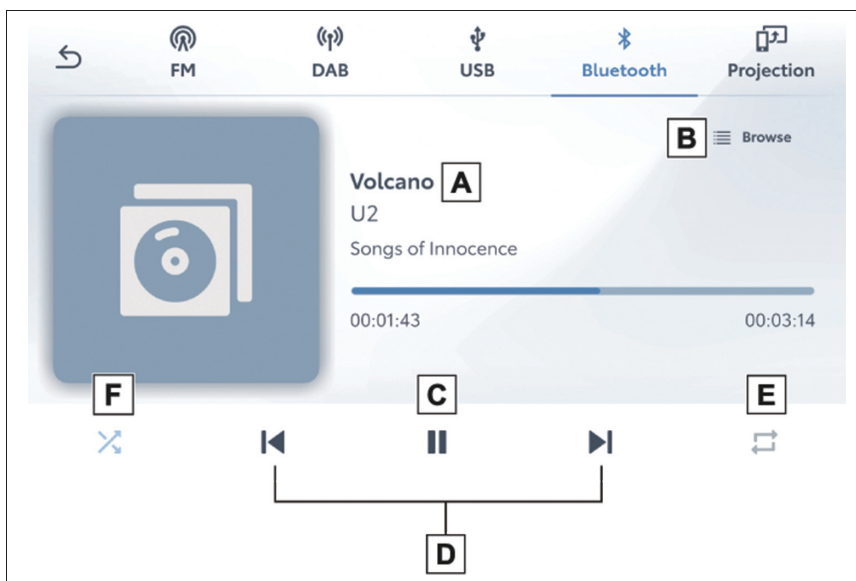 FM DAB USB Bluetooth Projection
B Browse
Volcano A
U2
Songs of Innocence
00:01:43 00:03:14
F C E
D